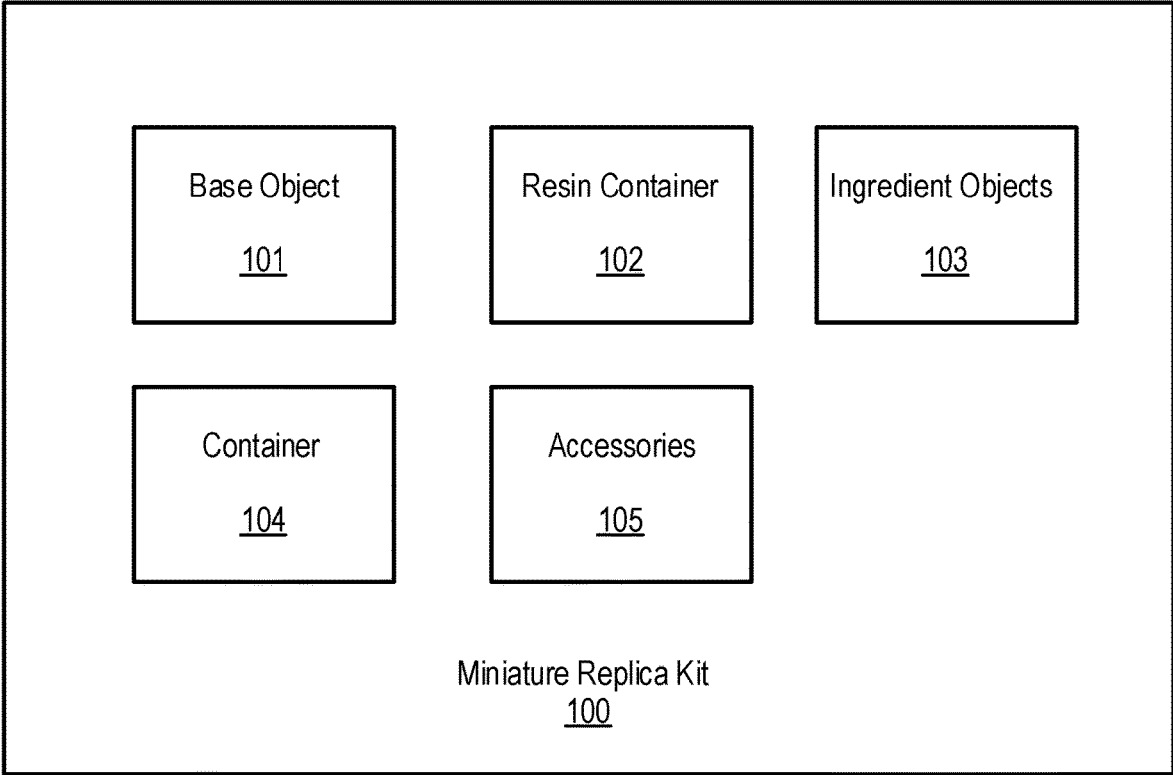 Base Object
101
Resin Container
102
Ingredient Objects
103
Container
104
Accessories
105
Miniature Replica Kit
100